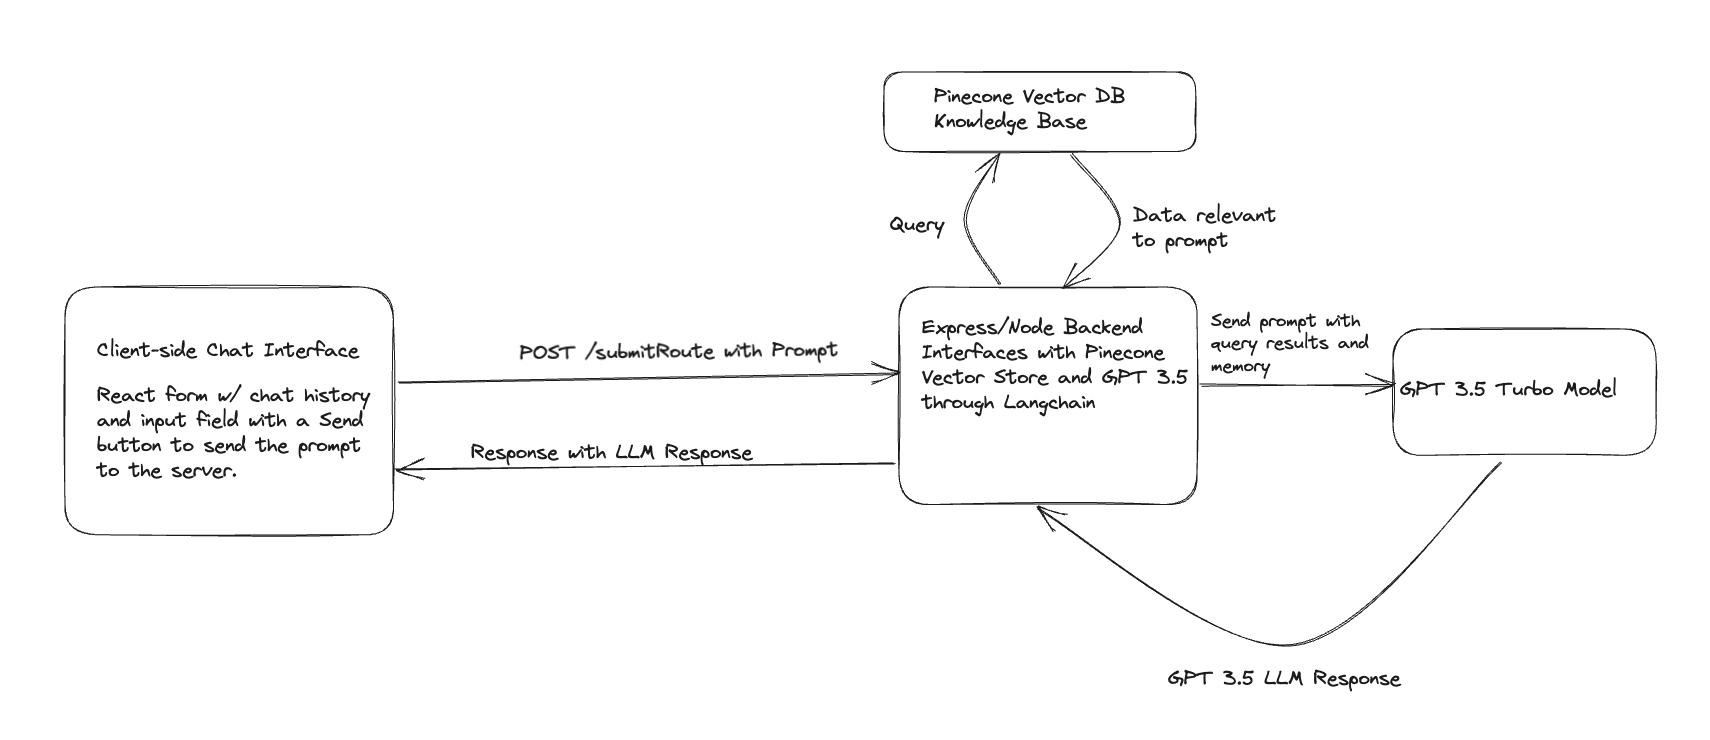 Pinecone Vector DB
Knowledge Base
Query
Data relevant
to prompt
Client-side Chat Interface
React form w/ chat history
and input field with a Send
button to send the prompt
to the server.
POST /submitRoute with Prompt
Response with LLM Response
Express/Node Backend
Interfaces with Pinecone
Vector Store and GPT 3.5
through Langchain
Send prompt with
query results and
memory
GPT 3.5 Turbo Model
GPT 3.5 LLM Response